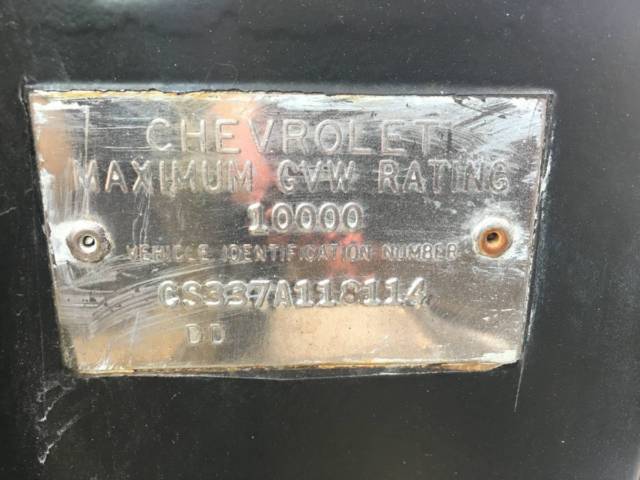 CHEVROLET
MAXIMUM GVW RATING
10000
VEHICLE IDENTIFICATION NUMBER
CS337A118114
DD